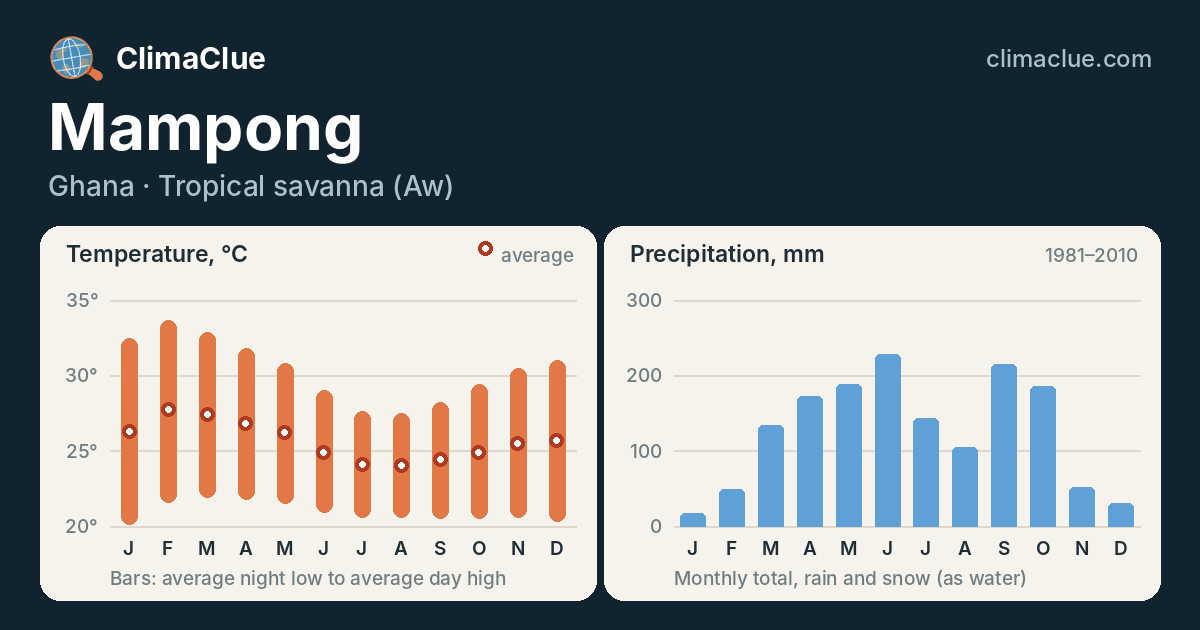 ClimaClue
climaclue.com
Mampong
Ghana · Tropical savanna (Aw)
Temperature, °C
average
35°
30°
25°
20°
J F M A M J J A S O N D
Bars: average night low to average day high
Precipitation, mm
1981–2010
300
200
100
0
J F M A M J J A S O N D
Monthly total, rain and snow (as water)